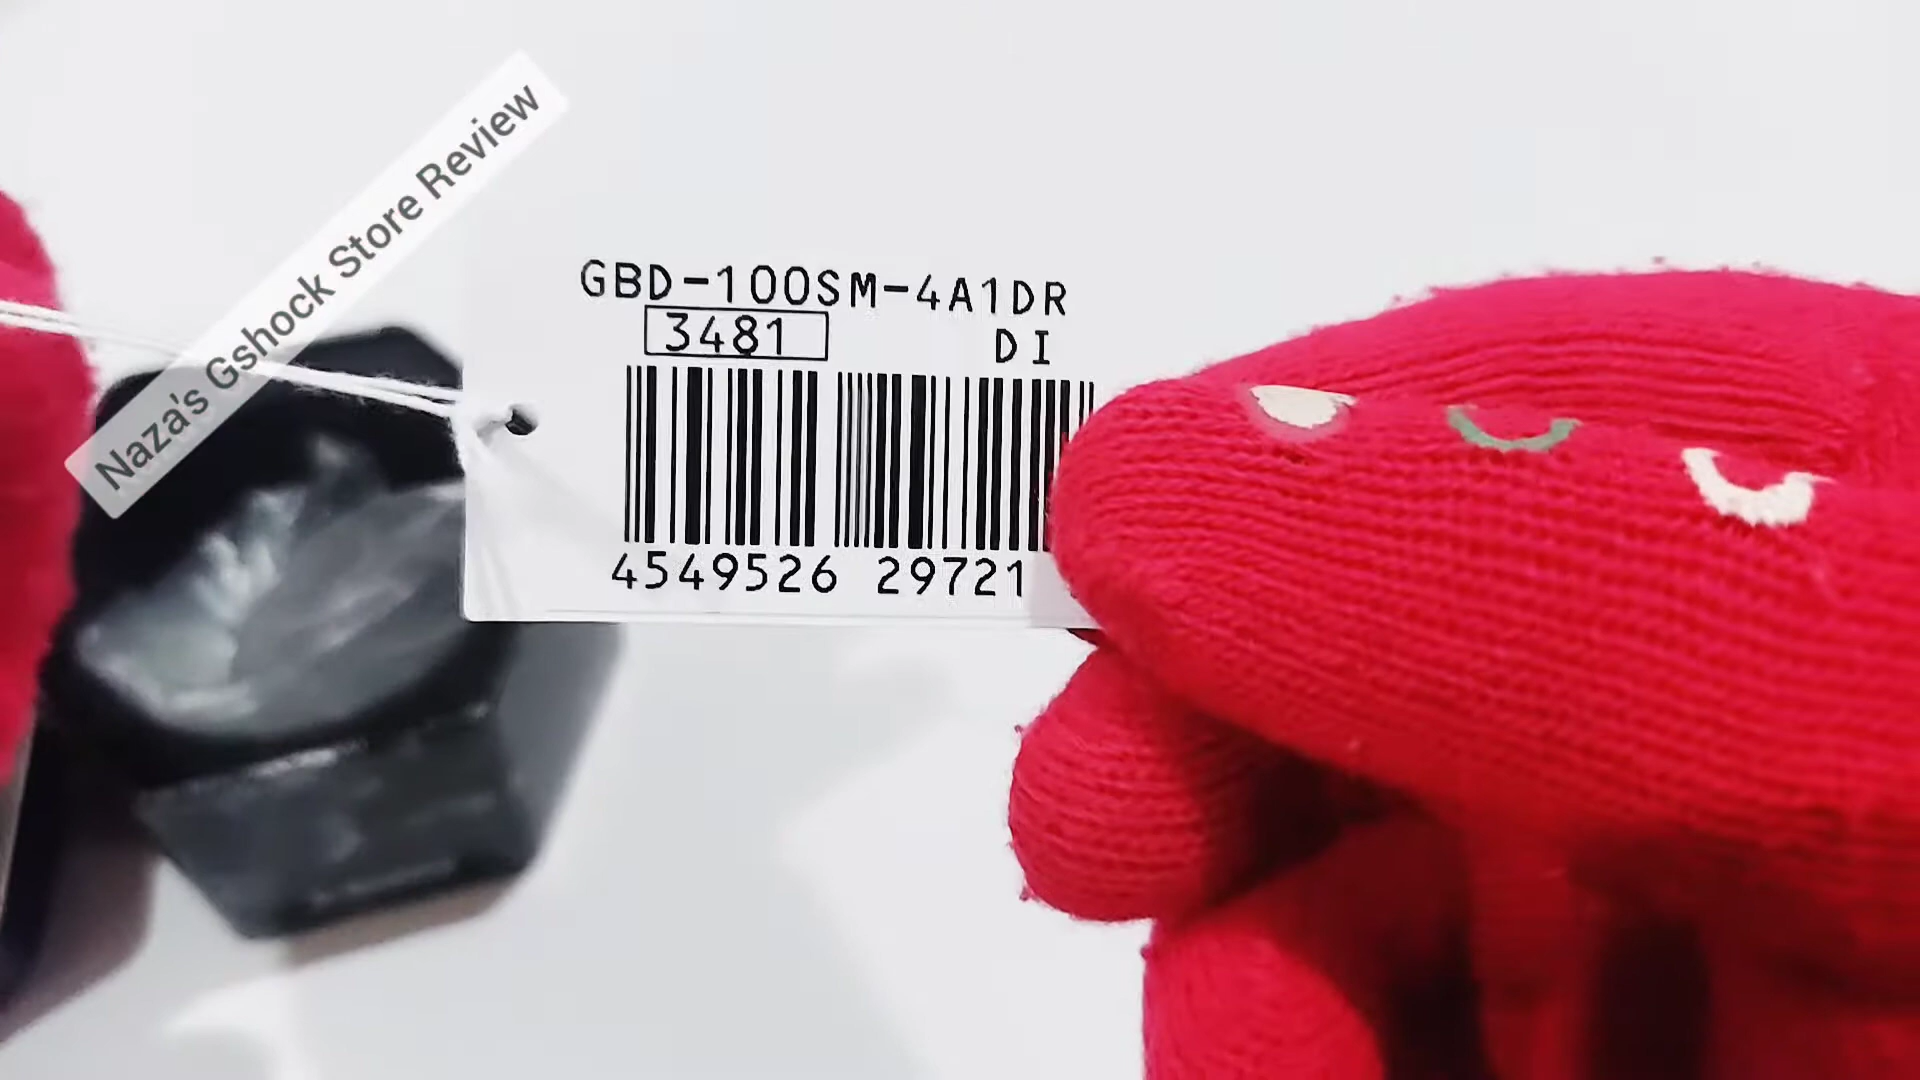 Naza's Gshock Store Review
GBD-100SM-4A1DR
3481
DI
4549526 29721